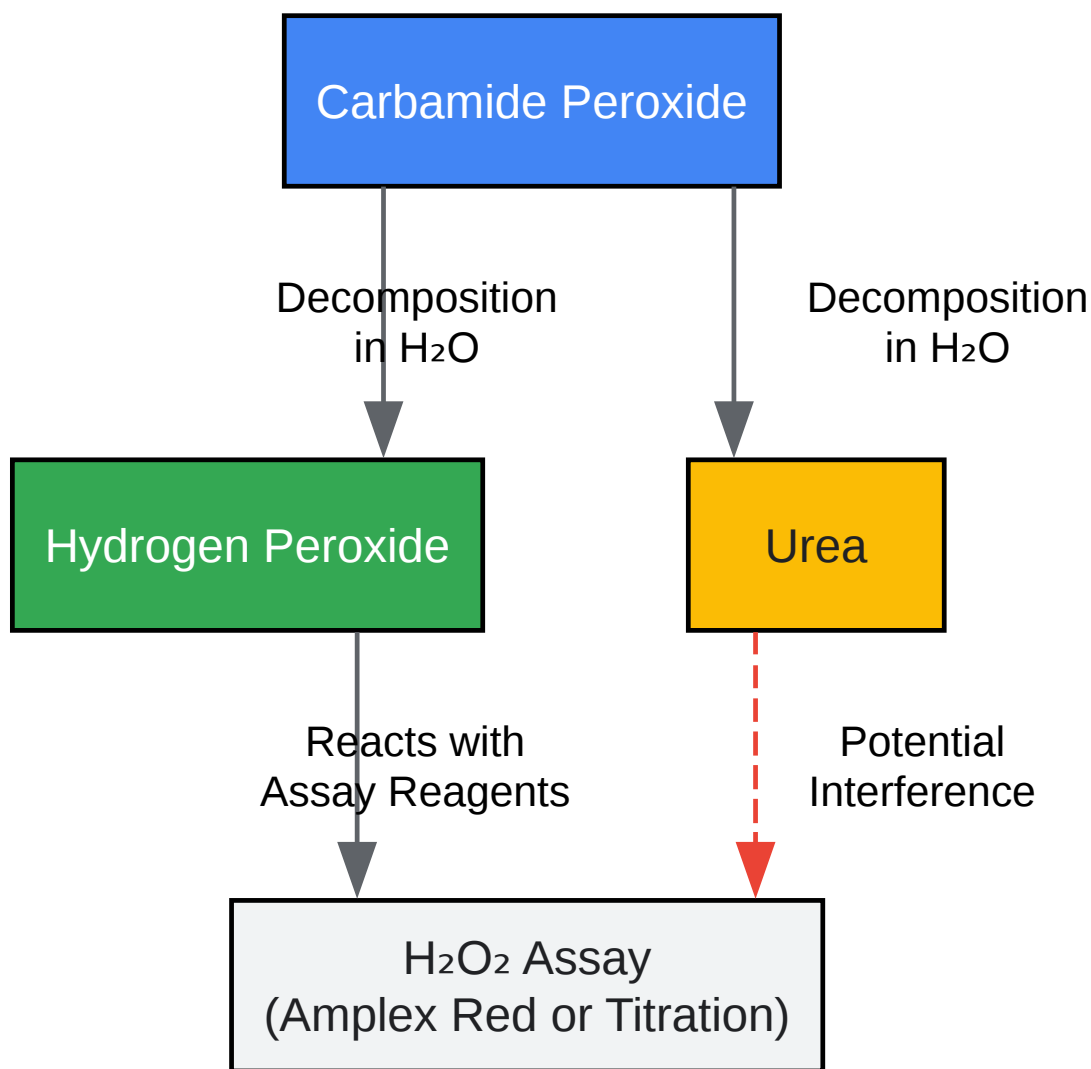 Carbamide Peroxide
Decomposition
in H₂O
Decomposition
in H₂O
Hydrogen Peroxide
Urea
Reacts with
Assay Reagents
Potential
Interference
H₂O₂ Assay
(Amplex Red or Titration)